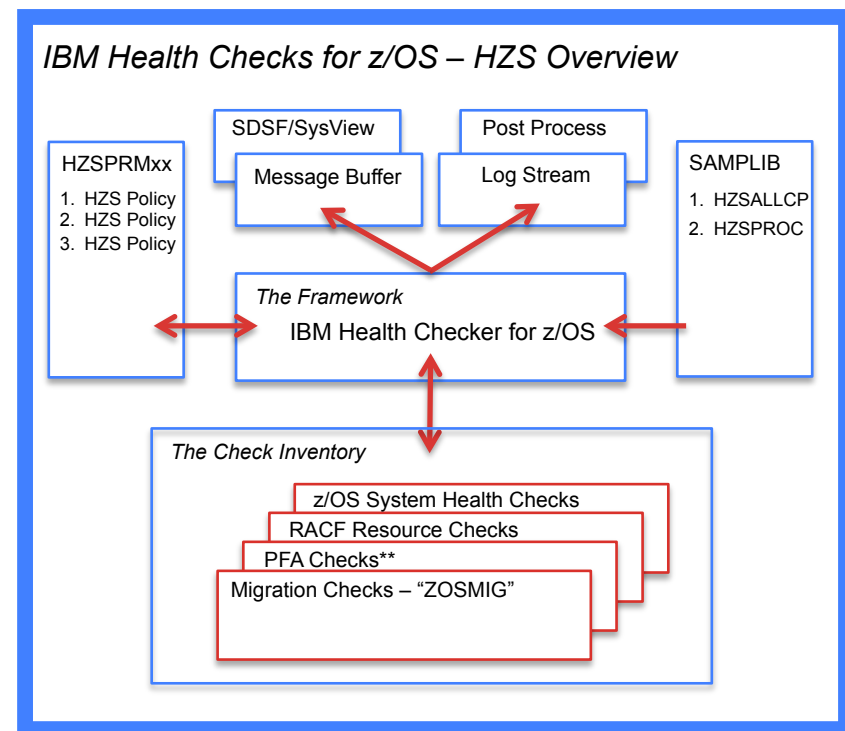 IBM Health Checks for z/OS – HZS Overview
SDSF/SysView
Message Buffer
Post Process
Log Stream
HZSPRMxx
1. HZS Policy
2. HZS Policy
3. HZS Policy
SAMPLIB
1. HZSALLCP
2. HZSPROC
The Framework
IBM Health Checker for z/OS
The Check Inventory
z/OS System Health Checks
RACF Resource Checks
PFA Checks**
Migration Checks – “ZOSMIG”